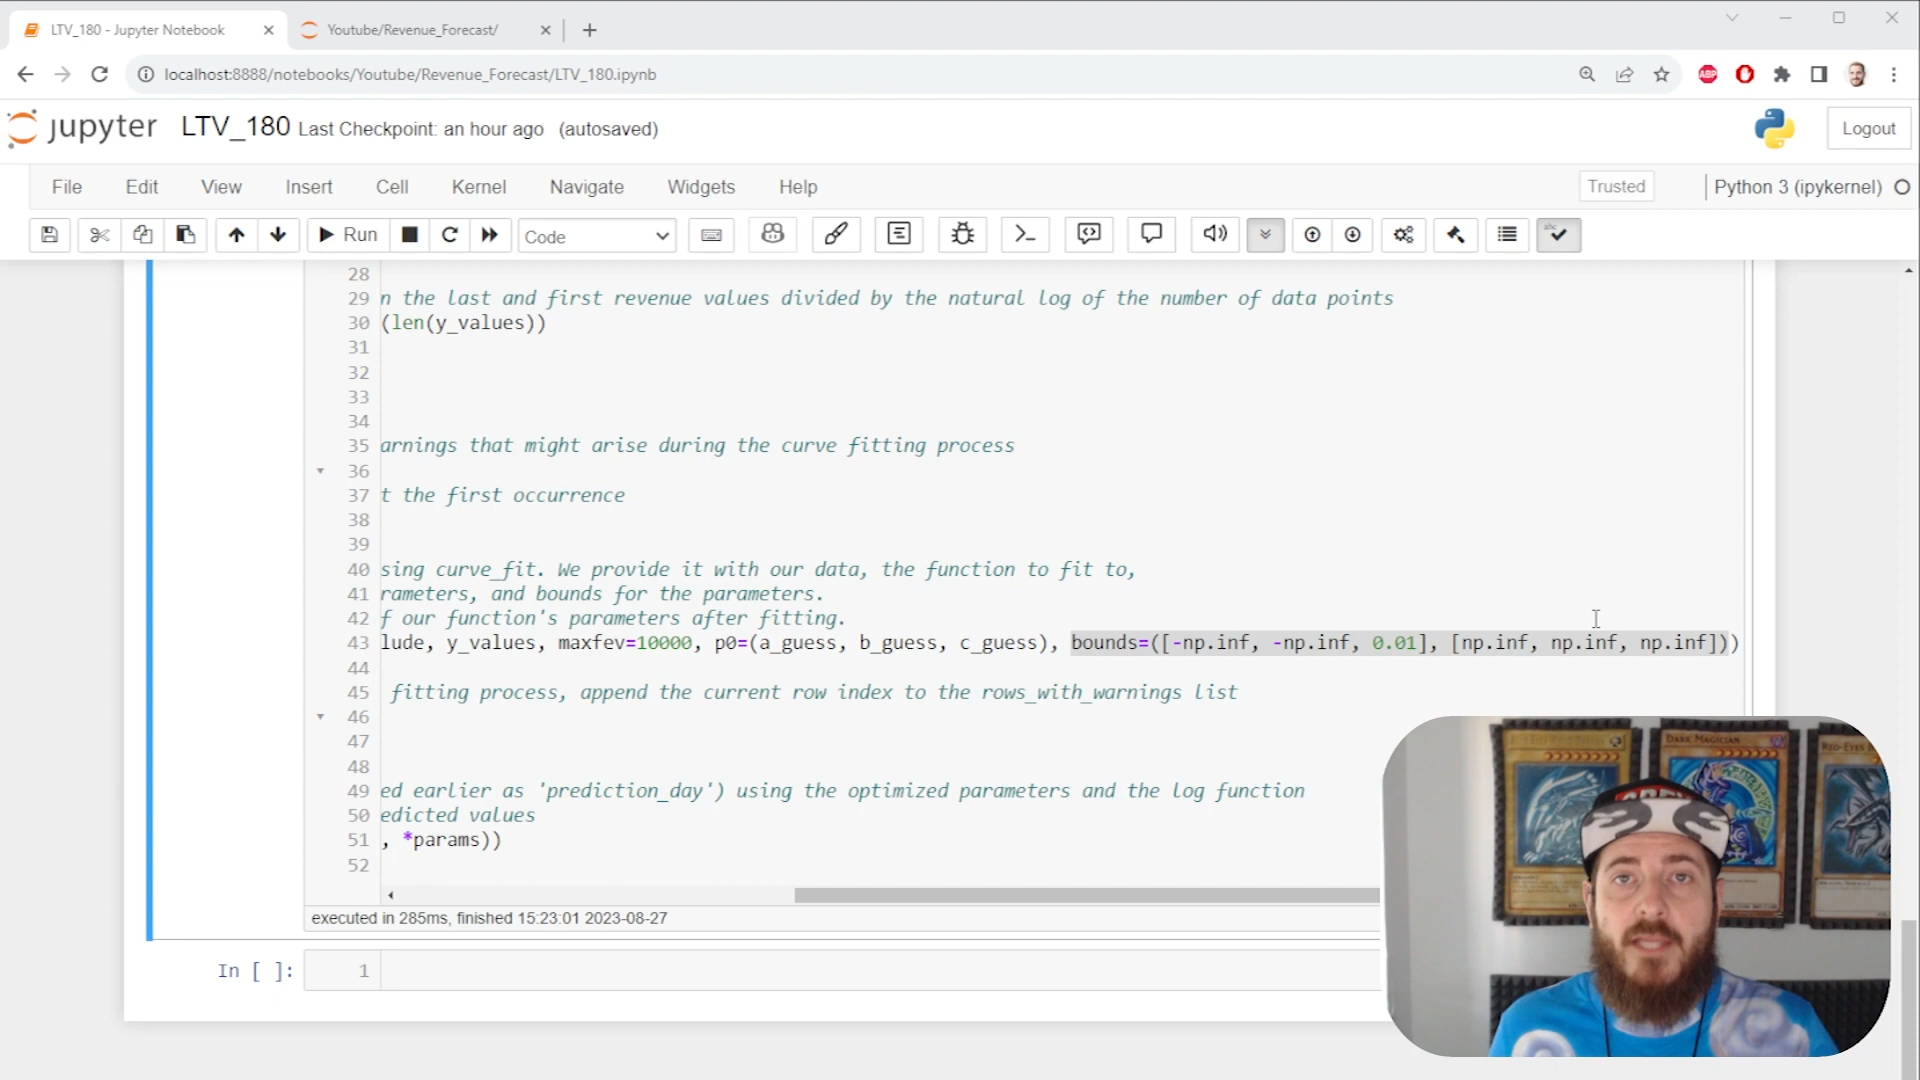 LTV_180 - Jupyter Notebook
Youtube/Revenue_Forecast/
localhost:8888/notebooks/Youtube/Revenue_Forecast/LTV_180.ipynb
ABP
jupyter LTV_180 Last Checkpoint: an hour ago (autosaved)
Logout
File Edit View Insert Cell Kernel Navigate Widgets Help
Trusted
Python 3 (ipykernel)
Run
Code
abc
28
29 n the last and first revenue values divided by the natural log of the number of data points
30 (len(y_values))
31
32
33
34
35 arnings that might arise during the curve fitting process
36
37 t the first occurrence
38
39
40 sing curve_fit. We provide it with our data, the function to fit to,
41 rameters, and bounds for the parameters.
42 f our function's parameters after fitting.
43 lude, y_values, maxfev=10000, p0=(a_guess, b_guess, c_guess), bounds=([-np.inf, -np.inf, 0.01], [np.inf, np.inf, np.inf]))
44
45 fitting process, append the current row index to the rows_with_warnings list
46
47
48
49 ed earlier as 'prediction_day') using the optimized parameters and the log function
50 edicted values
51 , *params))
52
executed in 285ms, finished 15:23:01 2023-08-27
In [ ]: 1
DARK MAGICIAN